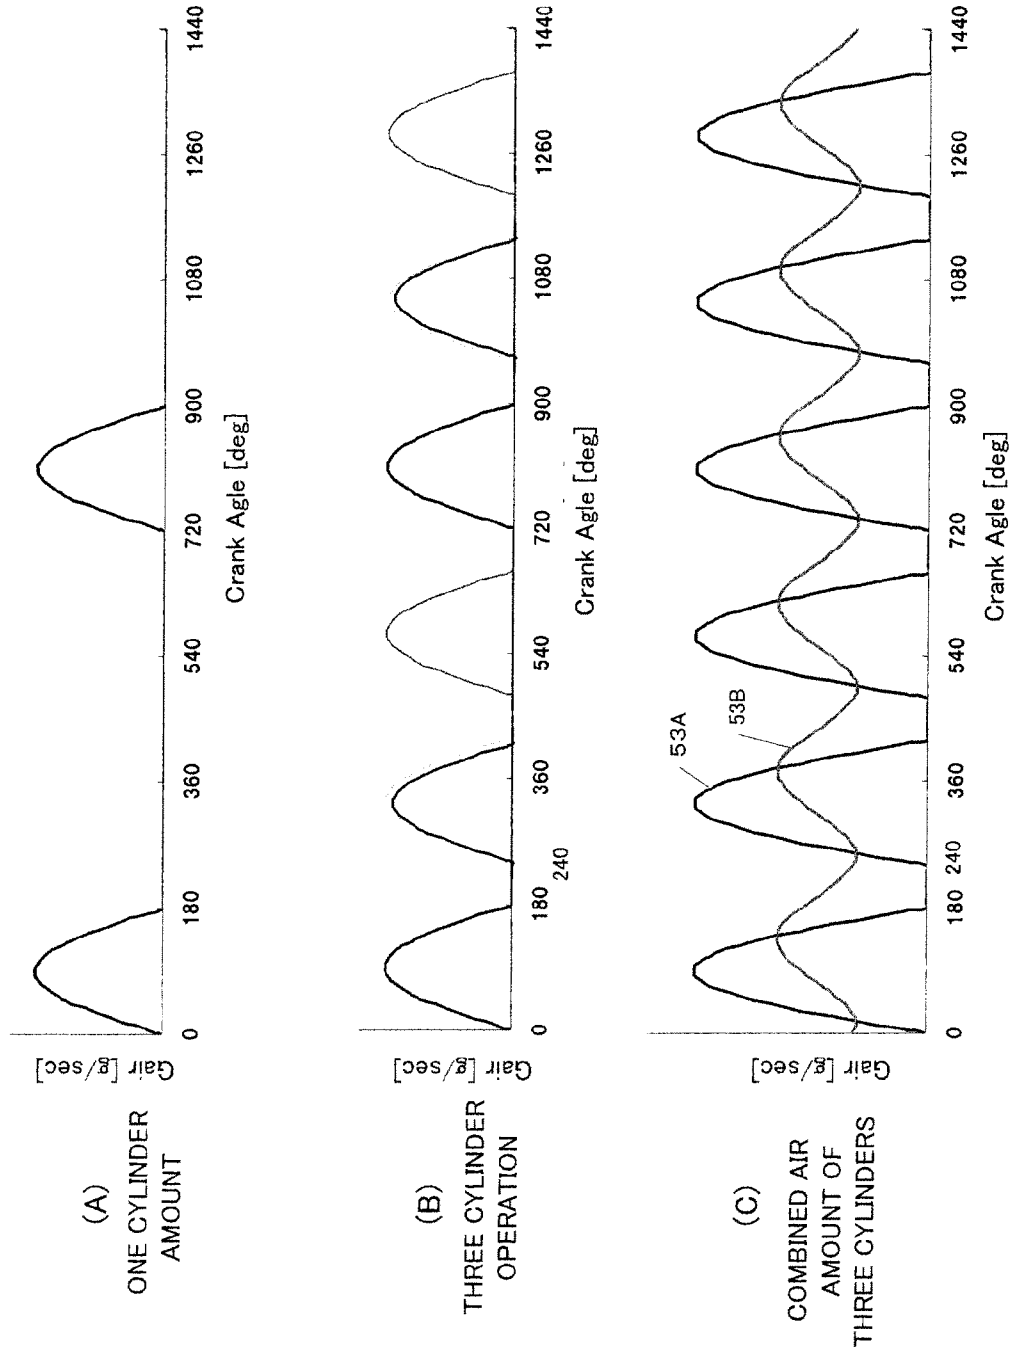 (A)
ONE CYLINDER
AMOUNT
Gair [g/sec]
0
180
360
540
720
900
1080
1260
1440
Crank Agle [deg]
(B)
THREE CYLINDER
OPERATION
Gair [g/sec]
0
180
240
360
540
720
900
1080
1260
1440
Crank Agle [deg]
(C)
COMBINED AIR
AMOUNT OF
THREE CYLINDERS
Gair [g/sec]
53A
53B
0
180
240
360
540
720
900
1080
1260
1440
Crank Agle [deg]